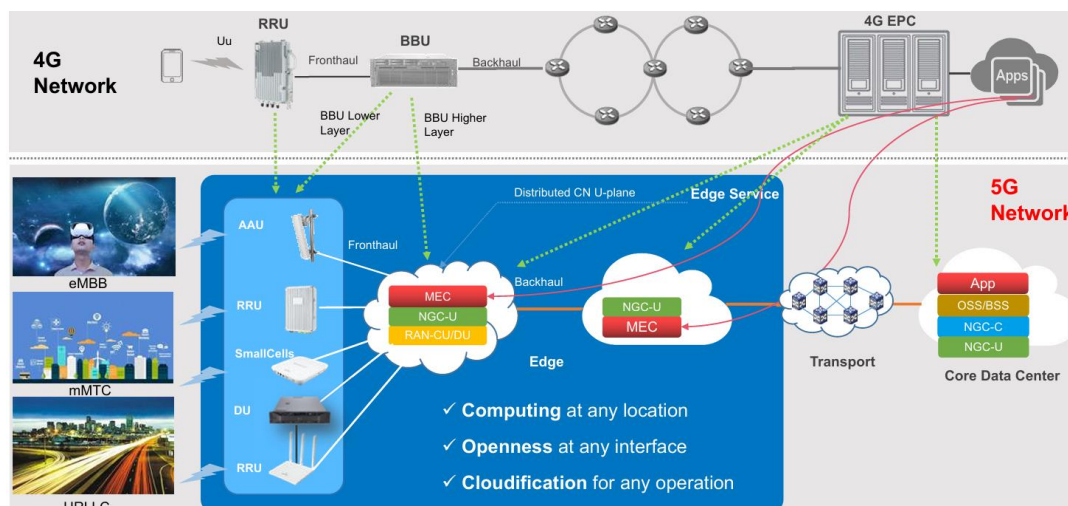 4G
Network
RRU
Uu
Fronthaul
BBU
Backhaul
4G EPC
Apps
BBU Lower
Layer
BBU Higher
Layer
Distributed CN U-plane
Edge Service
5G
Network
eMBB
mMTC
AAU
RRU
SmallCells
DU
RRU
Fronthaul
MEC
NGC-U
RAN-CU/DU
Backhaul
NGC-U
MEC
Edge
Transport
App
OSS/BSS
NGC-C
NGC-U
Core Data Center
✓ Computing at any location
✓ Openness at any interface
✓ Cloudification for any operation